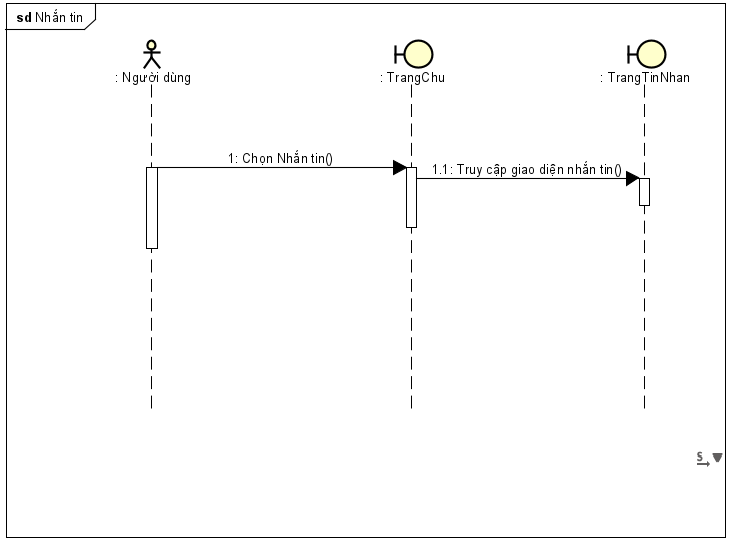 sd Nhắn tin
: Người dùng
: TrangChu
: TrangTinNhan
1: Chọn Nhắn tin()
1.1: Truy cập giao diện nhắn tin()
S